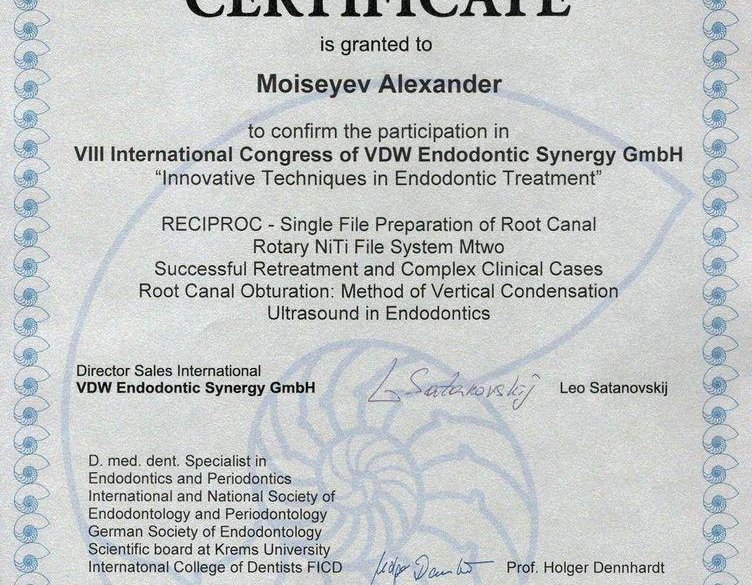 CERTIFICATE
is granted to
Moiseyev Alexander
to confirm the participation in
VIII International Congress of VDW Endodontic Synergy GmbH
“Innovative Techniques in Endodontic Treatment”
RECIPROC - Single File Preparation of Root Canal
Rotary NiTi File System Mtwo
Successful Retreatment and Complex Clinical Cases
Root Canal Obturation: Method of Vertical Condensation
Ultrasound in Endodontics
Director Sales International
VDW Endodontic Synergy GmbH L Satanovskij Leo Satanovskij
D. med. dent. Specialist in
Endodontics and Periodontics
International and National Society of
Endodontology and Periodontology
German Society of Endodontology
Scientific board at Krems University
International College of Dentists FICD Prof. Holger Dennhardt